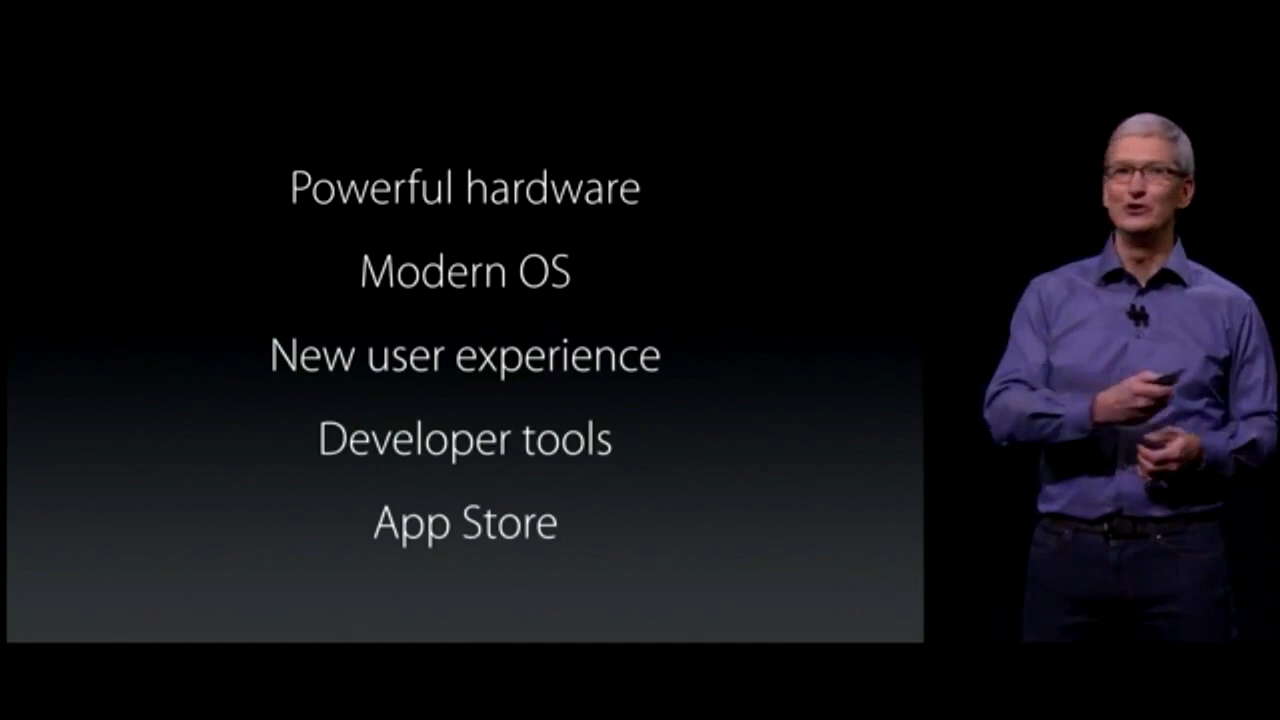 Powerful hardware
Modern OS
New user experience
Developer tools
App Store